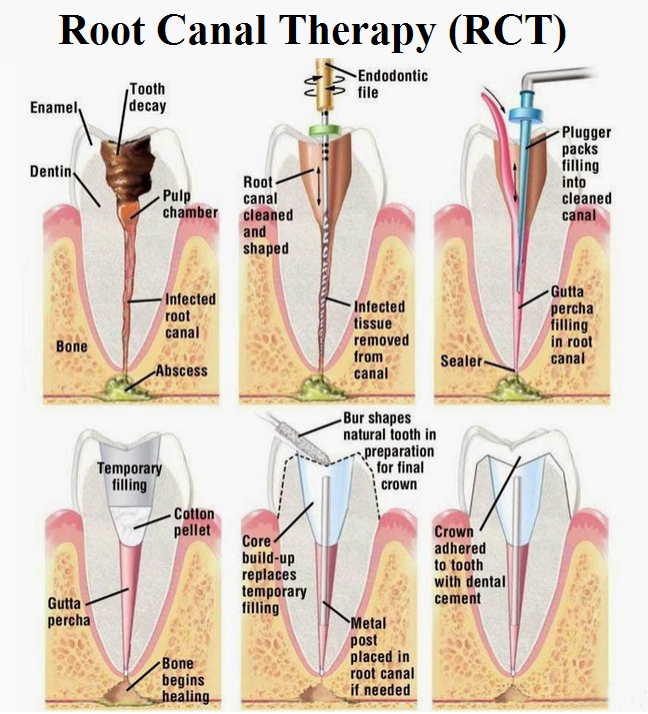 Root Canal Therapy (RCT)
Enamel
Tooth
decay
Dentin
Pulp
chamber
Infected
root
canal
Bone
Abscess
Endodontic
file
Root
canal
cleaned
and
shaped
Infected
tissue
removed
from
canal
Plugger
packs
filling
into
cleaned
canal
Gutta
percha
filling
in root
canal
Sealer
Temporary
filling
Cotton
pellet
Gutta
percha
Bone
begins
healing
Bur shapes
natural tooth in
preparation
for final
crown
Core
build-up
replaces
temporary
filling
Metal
post
placed in
root canal
if needed
Crown
adhered
to tooth
with dental
cement